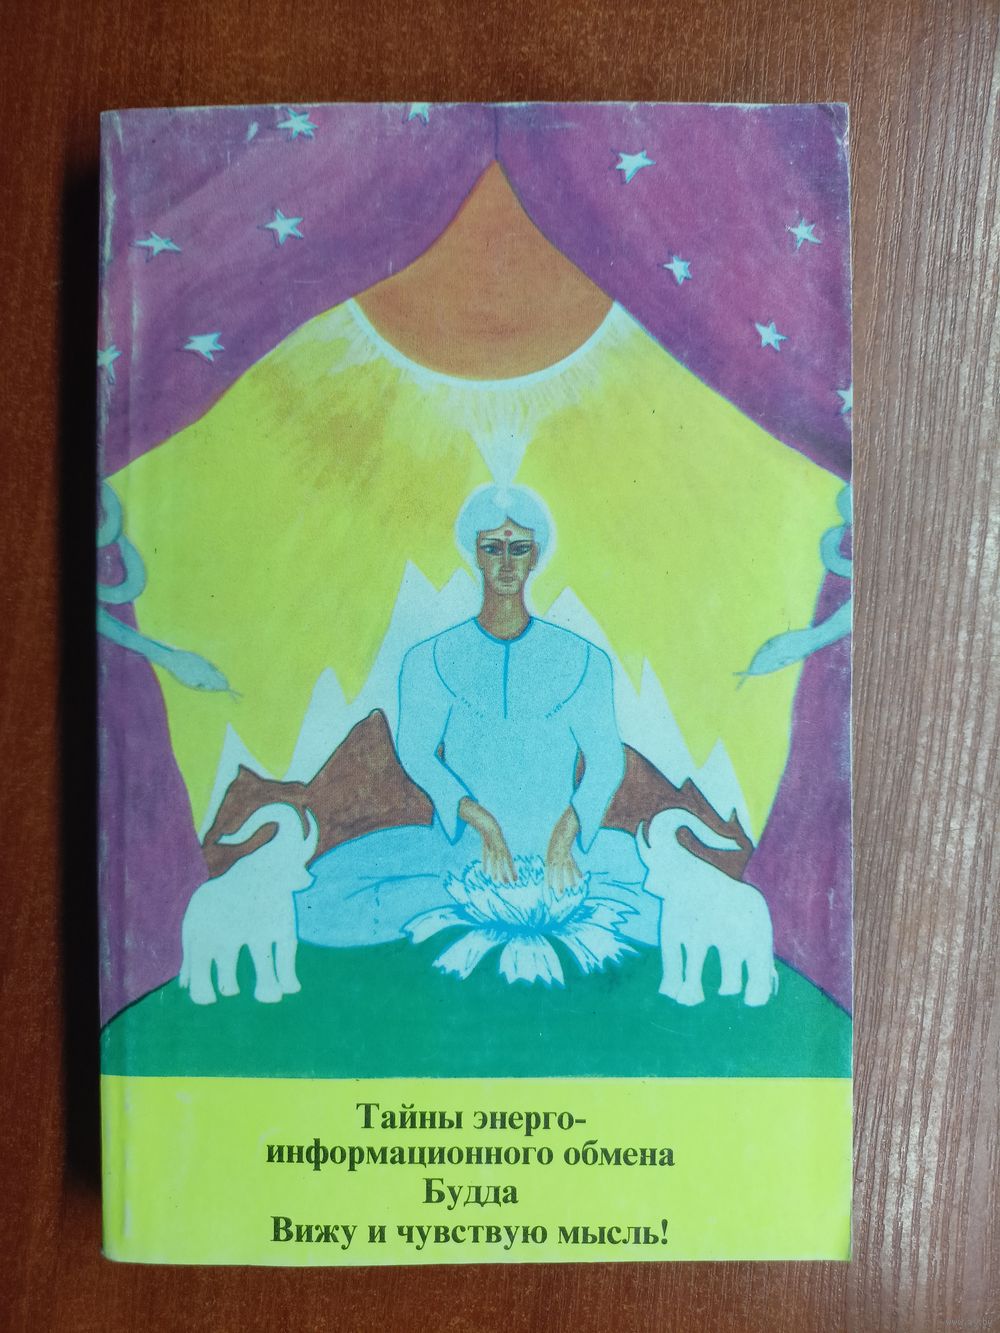 Тайны энерго-
информационного обмена
Будда
Вижу и чувствую мысль!